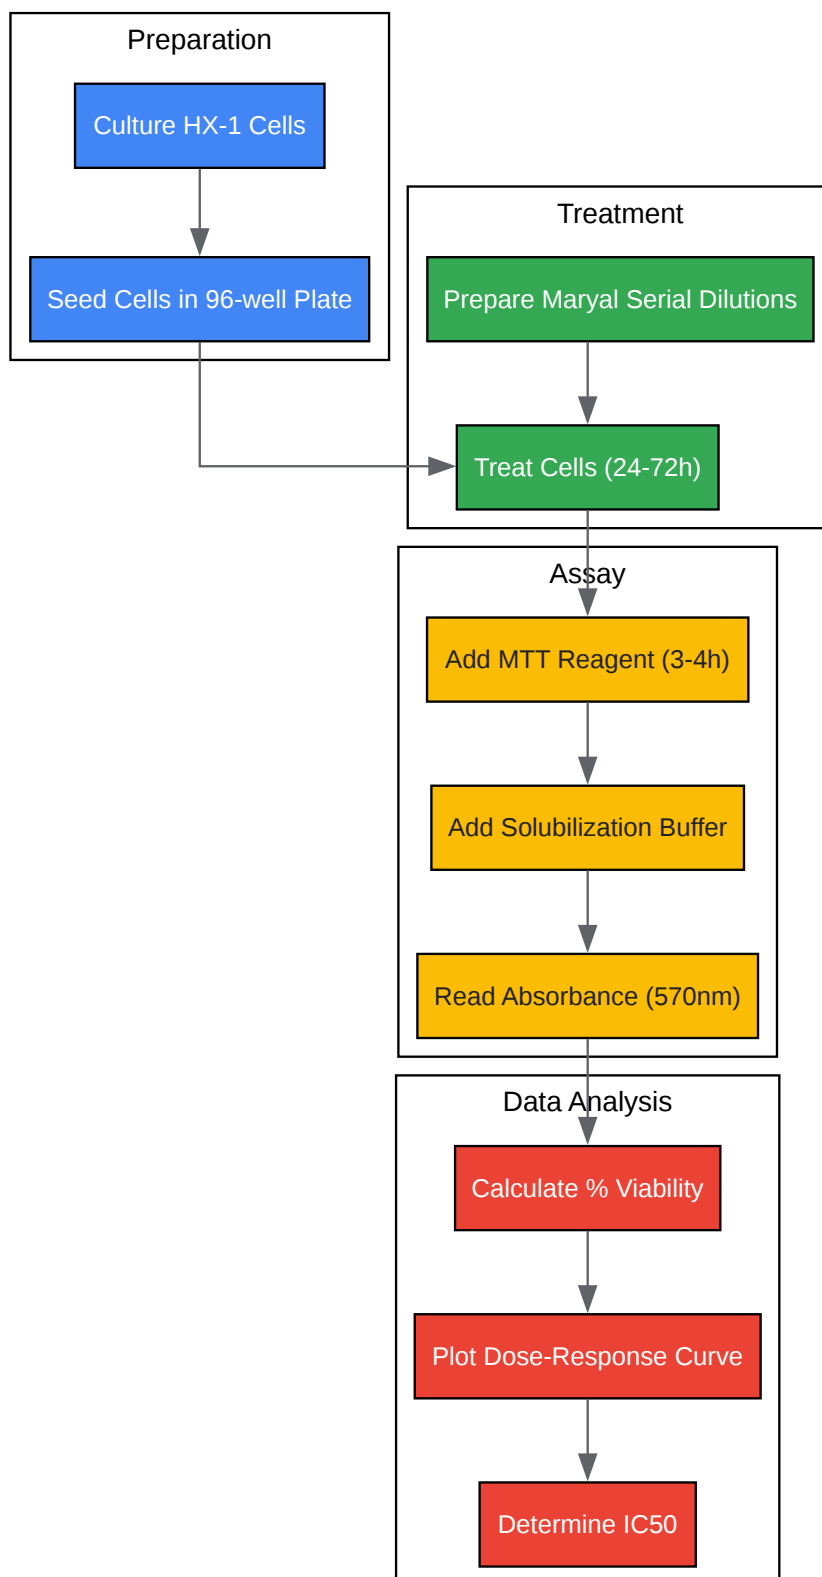 Preparation
Culture HX-1 Cells
Seed Cells in 96-well Plate
Treatment
Prepare Maryal Serial Dilutions
Treat Cells (24-72h)
Assay
Add MTT Reagent (3-4h)
Add Solubilization Buffer
Read Absorbance (570nm)
Data Analysis
Calculate % Viability
Plot Dose-Response Curve
Determine IC50